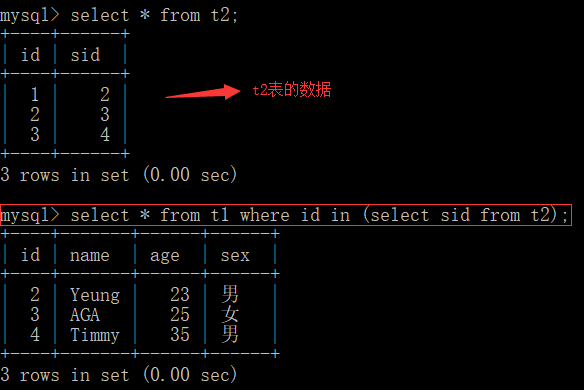 mysql> select * from t2;
+----+------+
| id | sid  |
+----+------+
|  1 |    2 |
|  2 |    3 |
|  3 |    4 |
+----+------+
3 rows in set (0.00 sec)
t2表的数据
mysql> select * from t1 where id in (select sid from t2);
+----+-------+------+------+
| id | name  | age  | sex  |
+----+-------+------+------+
|  2 | Yeung |   23 | 男   |
|  3 | AGA   |   25 | 女   |
|  4 | Timmy |   35 | 男   |
+----+-------+------+------+
3 rows in set (0.00 sec)